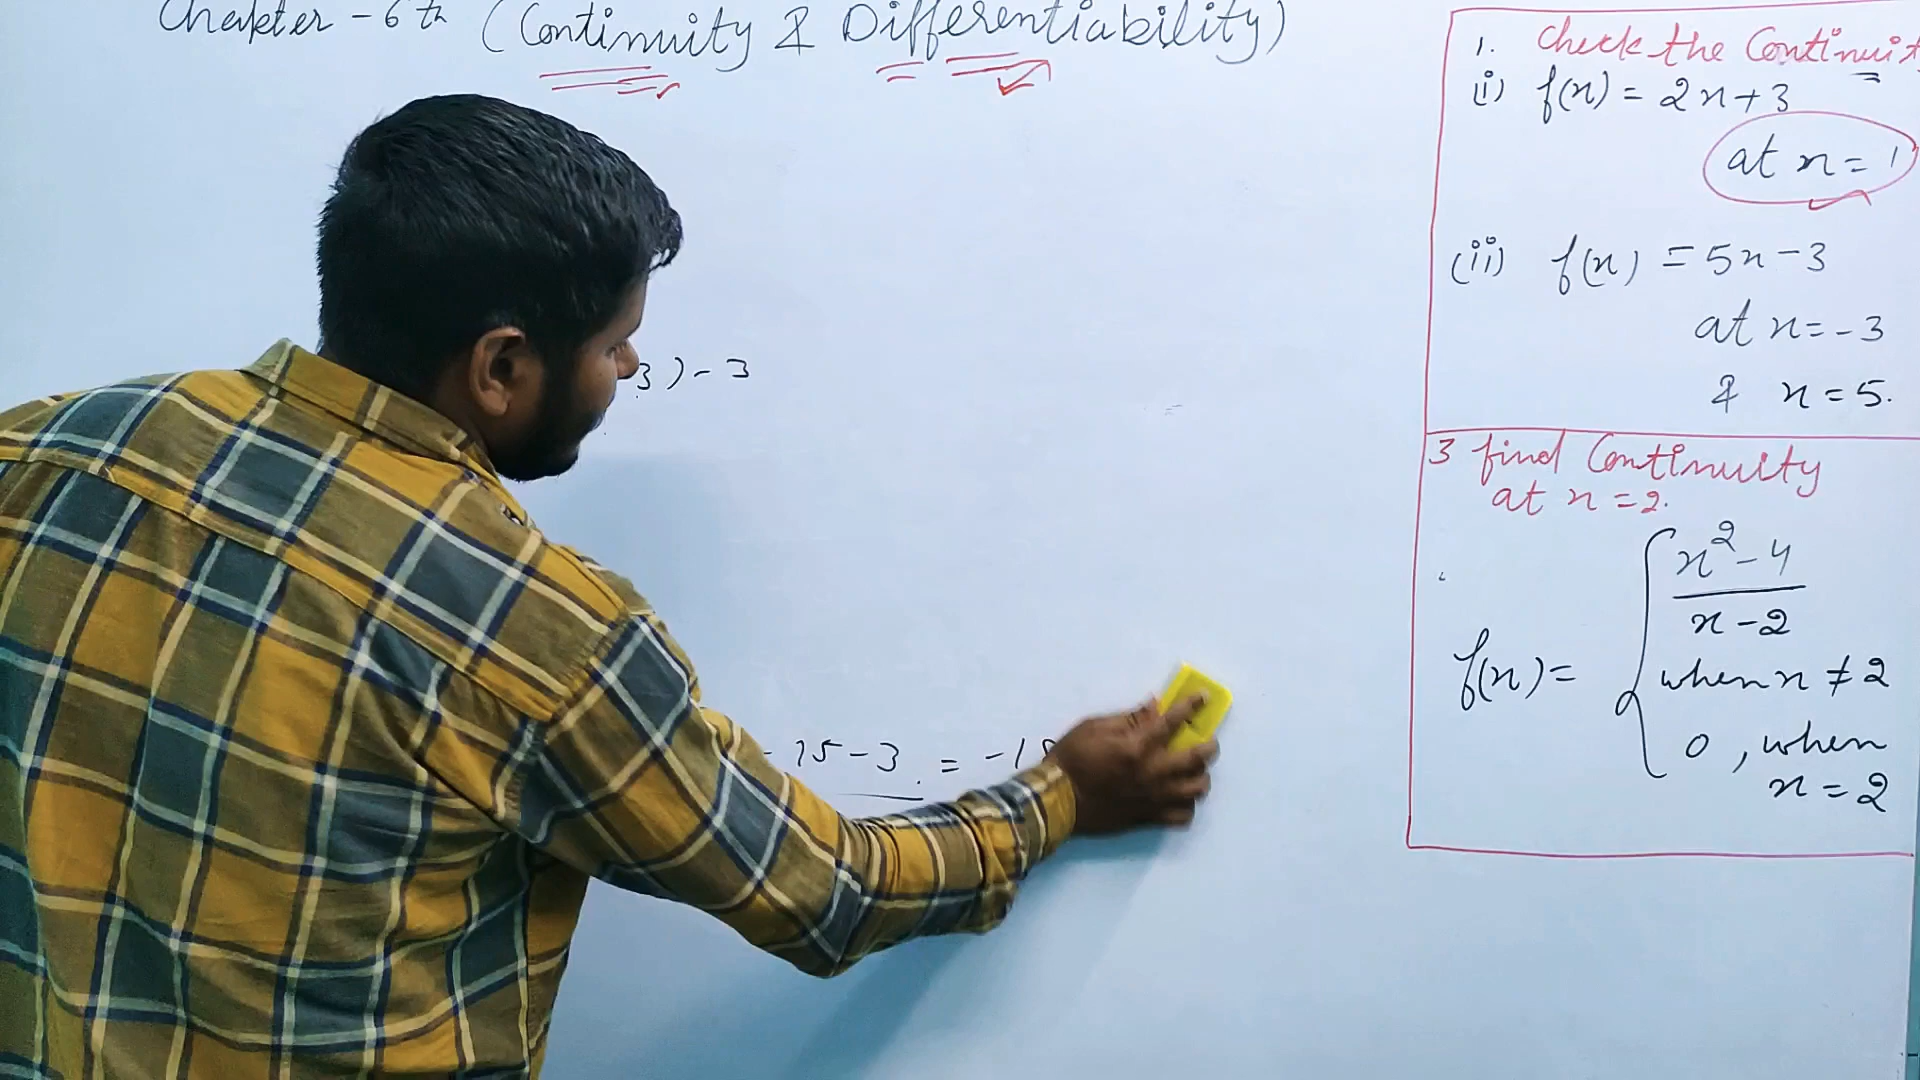 Chapter - 6th (Continuity & Differentiability)
3) - 3
- 15 - 3 = - 1
1. Check the Continuit
(i) f(x) = 2x + 3
at x = 1
(ii) f(x) = 5x - 3
at x = - 3
& x = 5.
3 find Continuity
at x = 2.
x² - 4
x - 2
f(x) =
when x ≠ 2
0 , when
x = 2